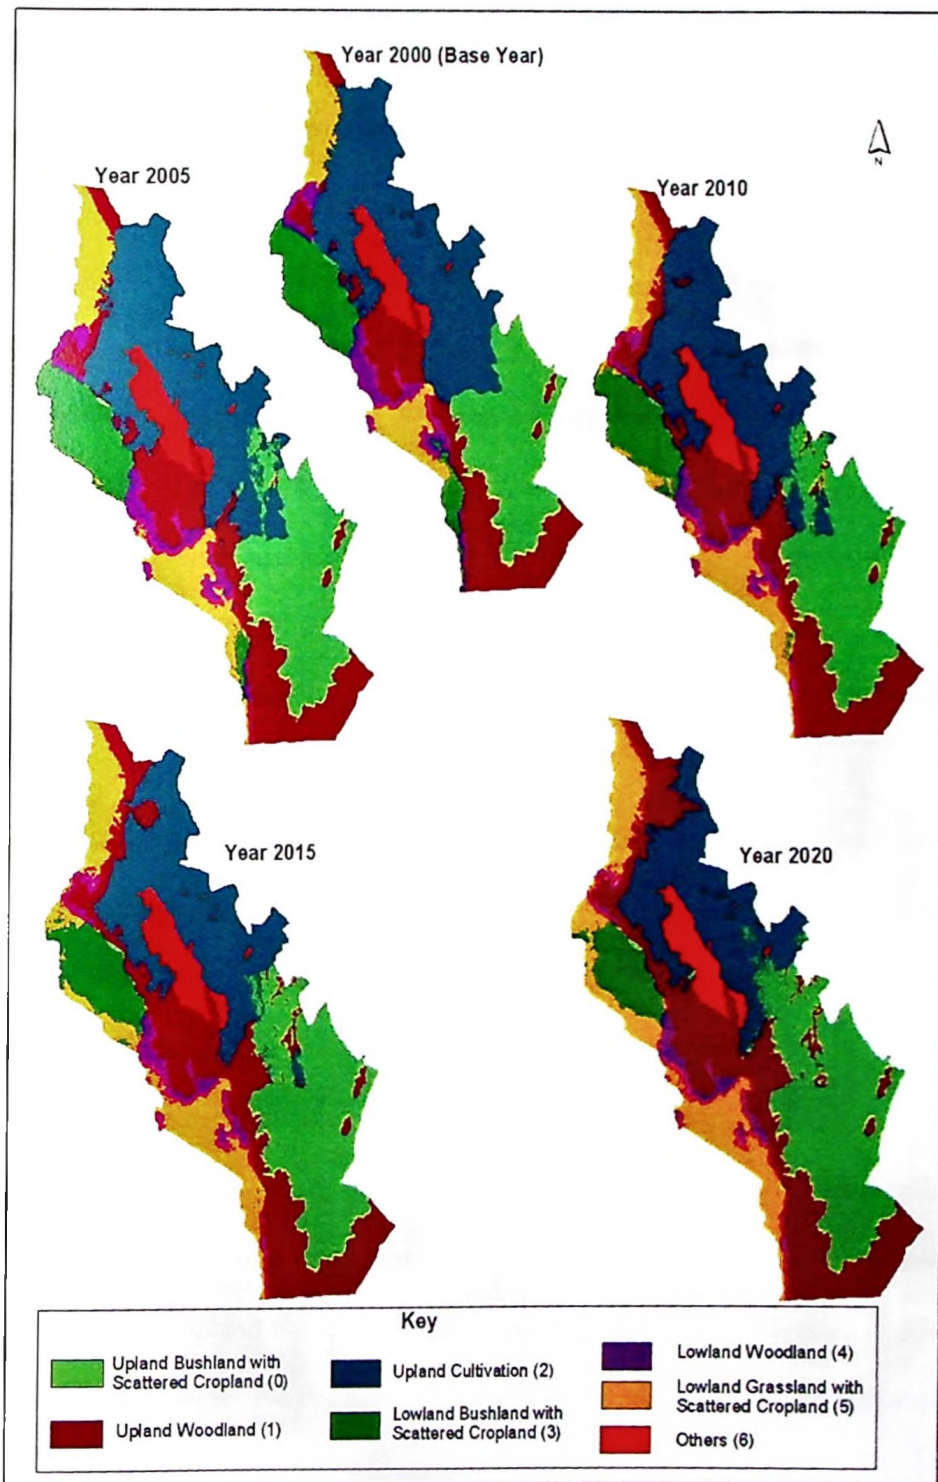 Year 2000 (Base Year)
N
Year 2005
Year 2010
Year 2015
Year 2020
Key
Upland Bushland with
Scattered Cropland (0)
Upland Woodland (1)
Upland Cultivation (2)
Lowland Bushland with
Scattered Cropland (3)
Lowland Woodland (4)
Lowland Grassland with
Scattered Cropland (5)
Others (6)